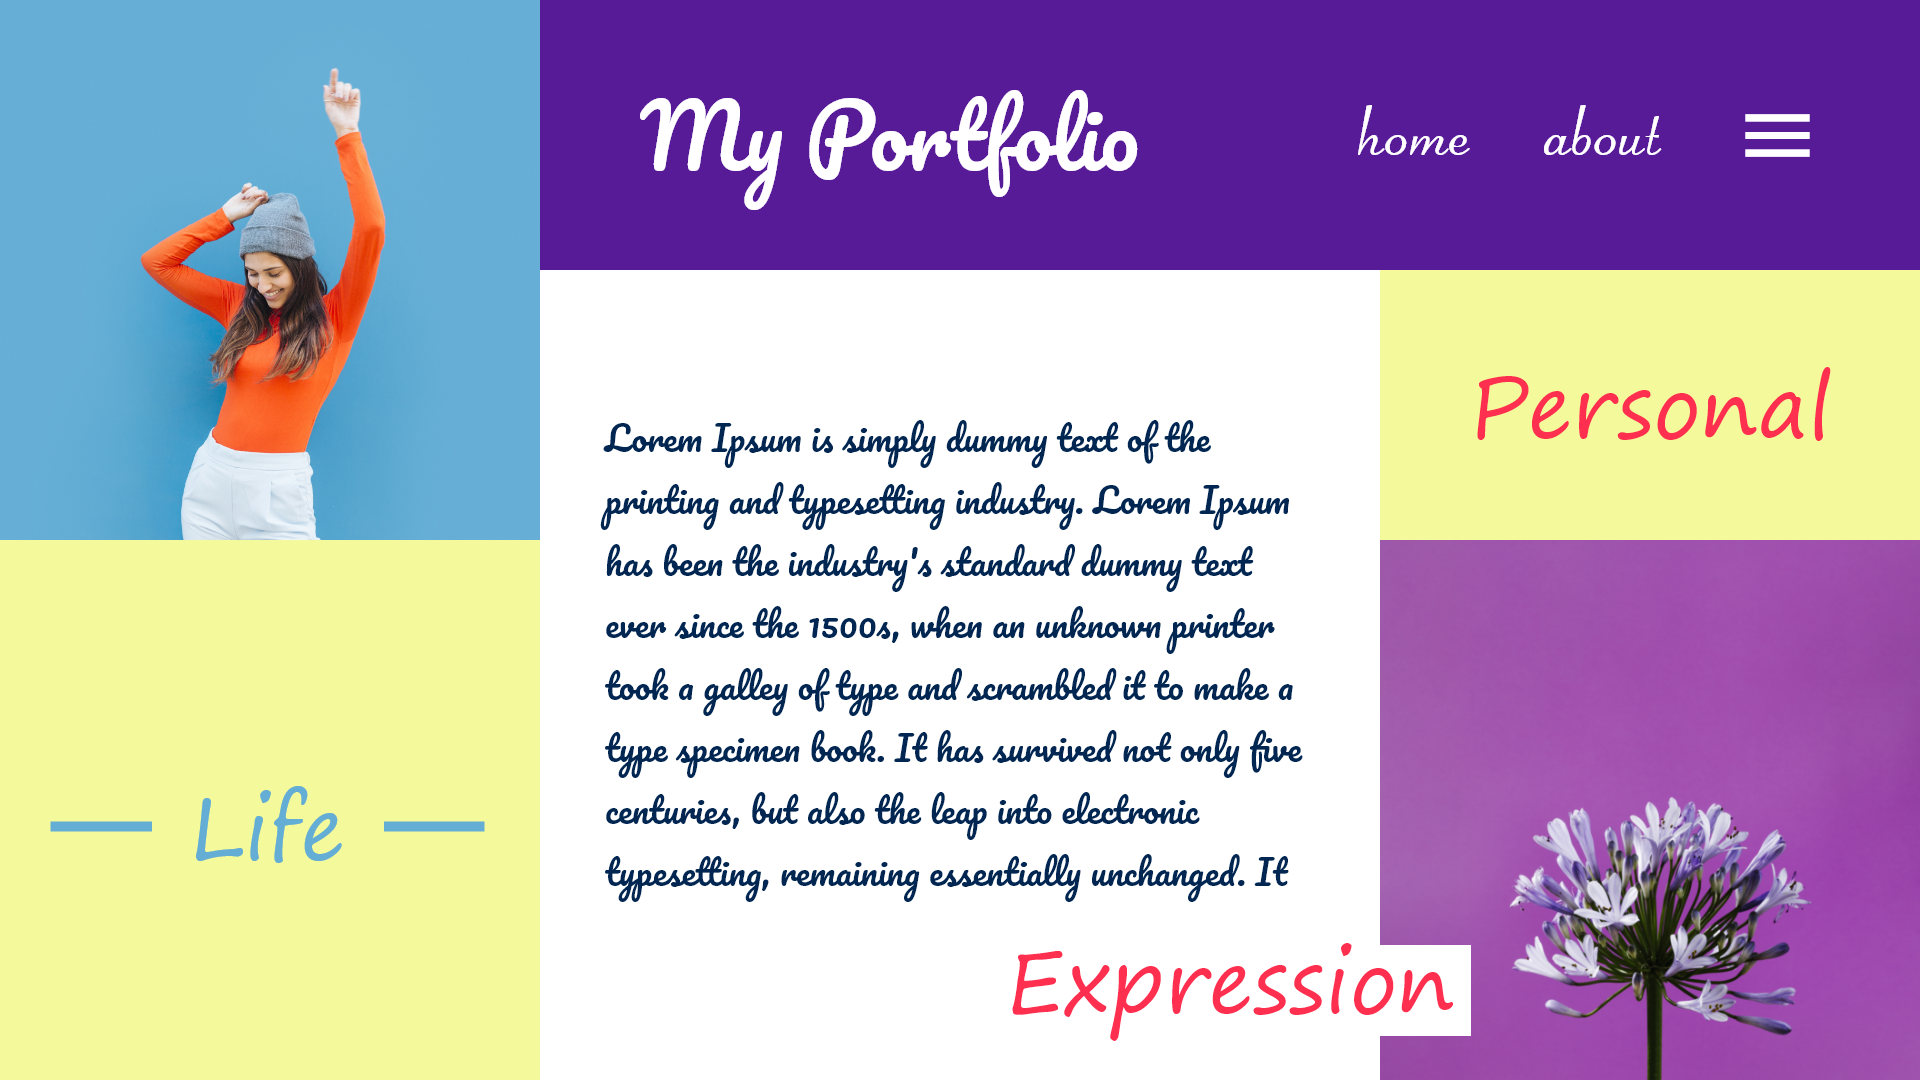 My Portfolio
home about
Personal
Lorem Ipsum is simply dummy text of the
printing and typesetting industry. Lorem Ipsum
has been the industry's standard dummy text
ever since the 1500s, when an unknown printer
took a galley of type and scrambled it to make a
type specimen book. It has survived not only five
centuries, but also the leap into electronic
typesetting, remaining essentially unchanged. It
Life
Expression